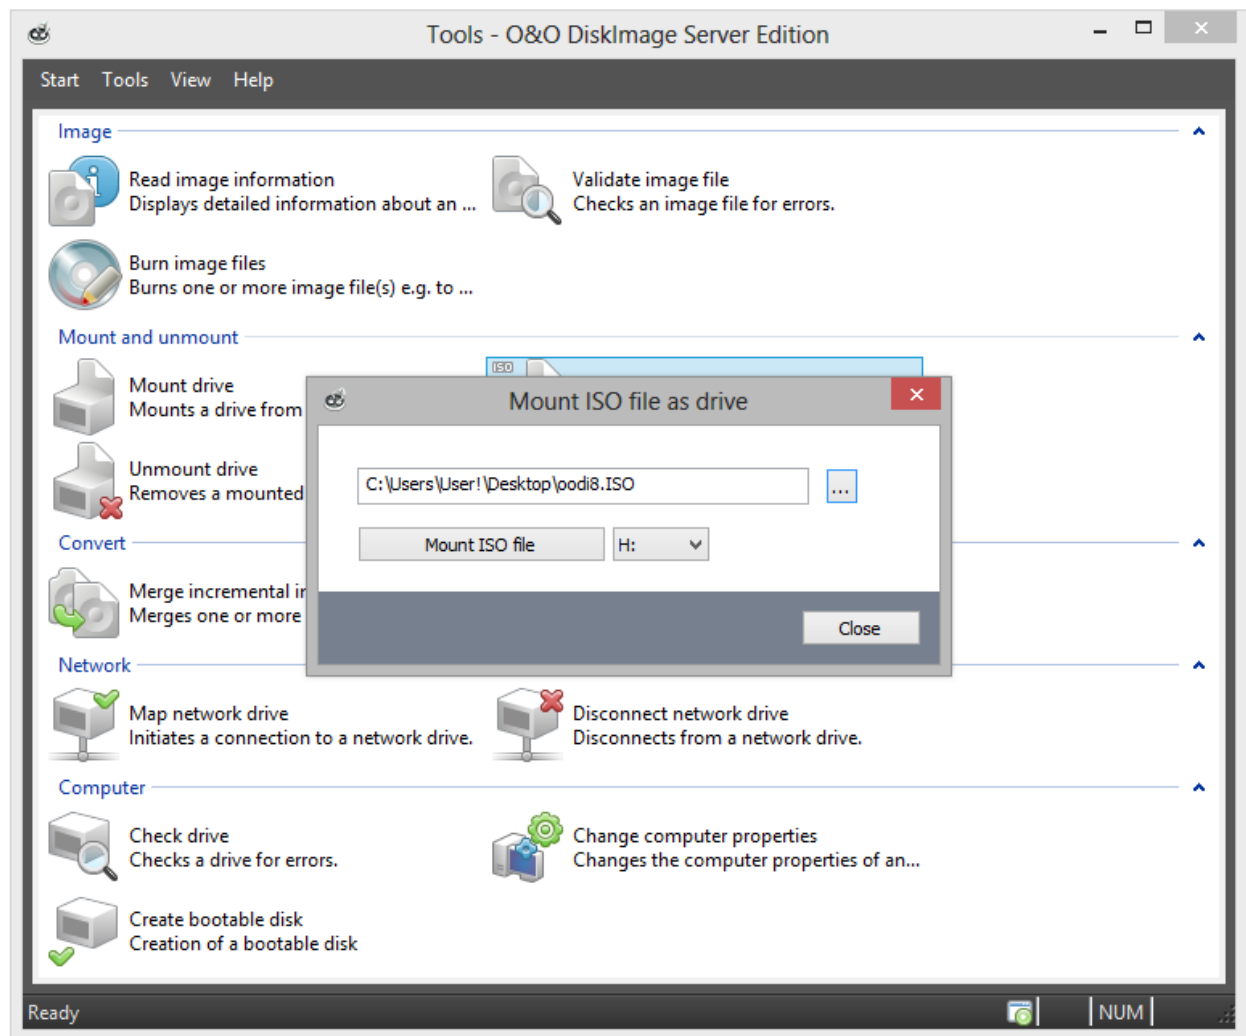 Tools - O&O DiskImage Server Edition
Start Tools View Help
Image
Read image information
Displays detailed information about an ...
Validate image file
Checks an image file for errors.
Burn image files
Burns one or more image file(s) e.g. to ...
Mount and unmount
Mount drive
Mounts a drive from
ISO
Unmount drive
Removes a mounted
Mount ISO file as drive
C:\Users\User!\Desktop\oodi8.ISO
...
Mount ISO file
H:
Close
Convert
Merge incremental
Merges one or more
Network
Map network drive
Initiates a connection to a network drive.
Disconnect network drive
Disconnects from a network drive.
Computer
Check drive
Checks a drive for errors.
Change computer properties
Changes the computer properties of an...
Create bootable disk
Creation of a bootable disk
Ready
NUM